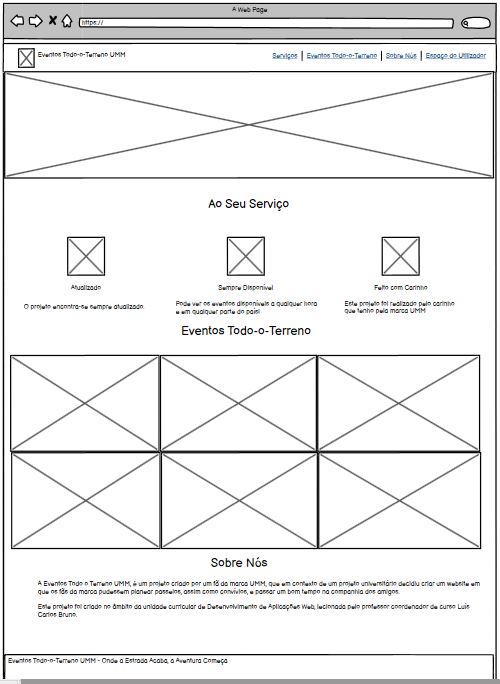 A Web Page
https://
Eventos Todo-o-Terreno UMM
Serviços | Eventos Todo-o-Terreno | Sobre Nós | Espaço do Utilizador
Ao Seu Serviço
Atualizado
Sempre Disponível
Feito com Carinho
O projeto encontra-se sempre atualizado.
Pode ver os eventos disponíveis a qualquer hora
e em qualquer parte do país!
Este projeto foi realizado pelo carinho
que tenho pela marca UMM
Eventos Todo-o-Terreno
Sobre Nós
A Eventos Todo o Terreno UMM, é um projeto criado por um fã da marca UMM, que em contexto de um projeto universitário decidiu criar um website em
que os fãs da marca pudessem planear passeios, assim como convívios, e passar um bom tempo na companhia dos amigos.
Este projeto foi criado no âmbito da unidade curricular de Desenvolvimento de Aplicações Web, lecionada pelo professor coordenador de curso Luís
Carlos Bruno.
Eventos Todo-o-Terreno UMM - Onde a Estrada Acaba, a Aventura Começa